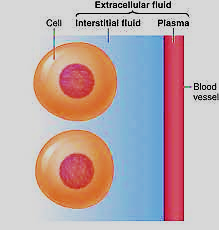 Extracellular fluid
Cell Interstitial fluid Plasma
Blood
vessel